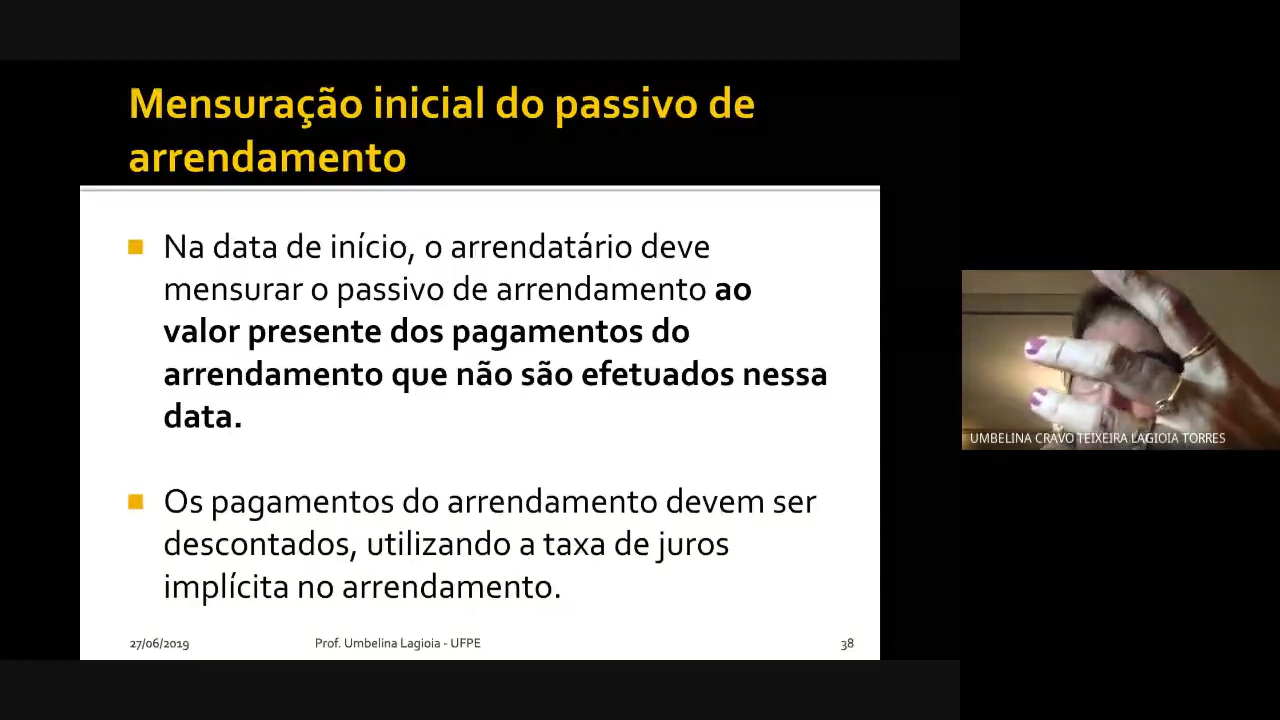 Mensuração inicial do passivo de
arrendamento
Na data de início, o arrendatário deve
mensurar o passivo de arrendamento ao
valor presente dos pagamentos do
arrendamento que não são efetuados nessa
data.
Os pagamentos do arrendamento devem ser
descontados, utilizando a taxa de juros
implícita no arrendamento.
27/06/2019 Prof. Umbelina Lagioia - UFPE 38
UMBELINA CRAVO TEIXEIRA LAGIOIA TORRES